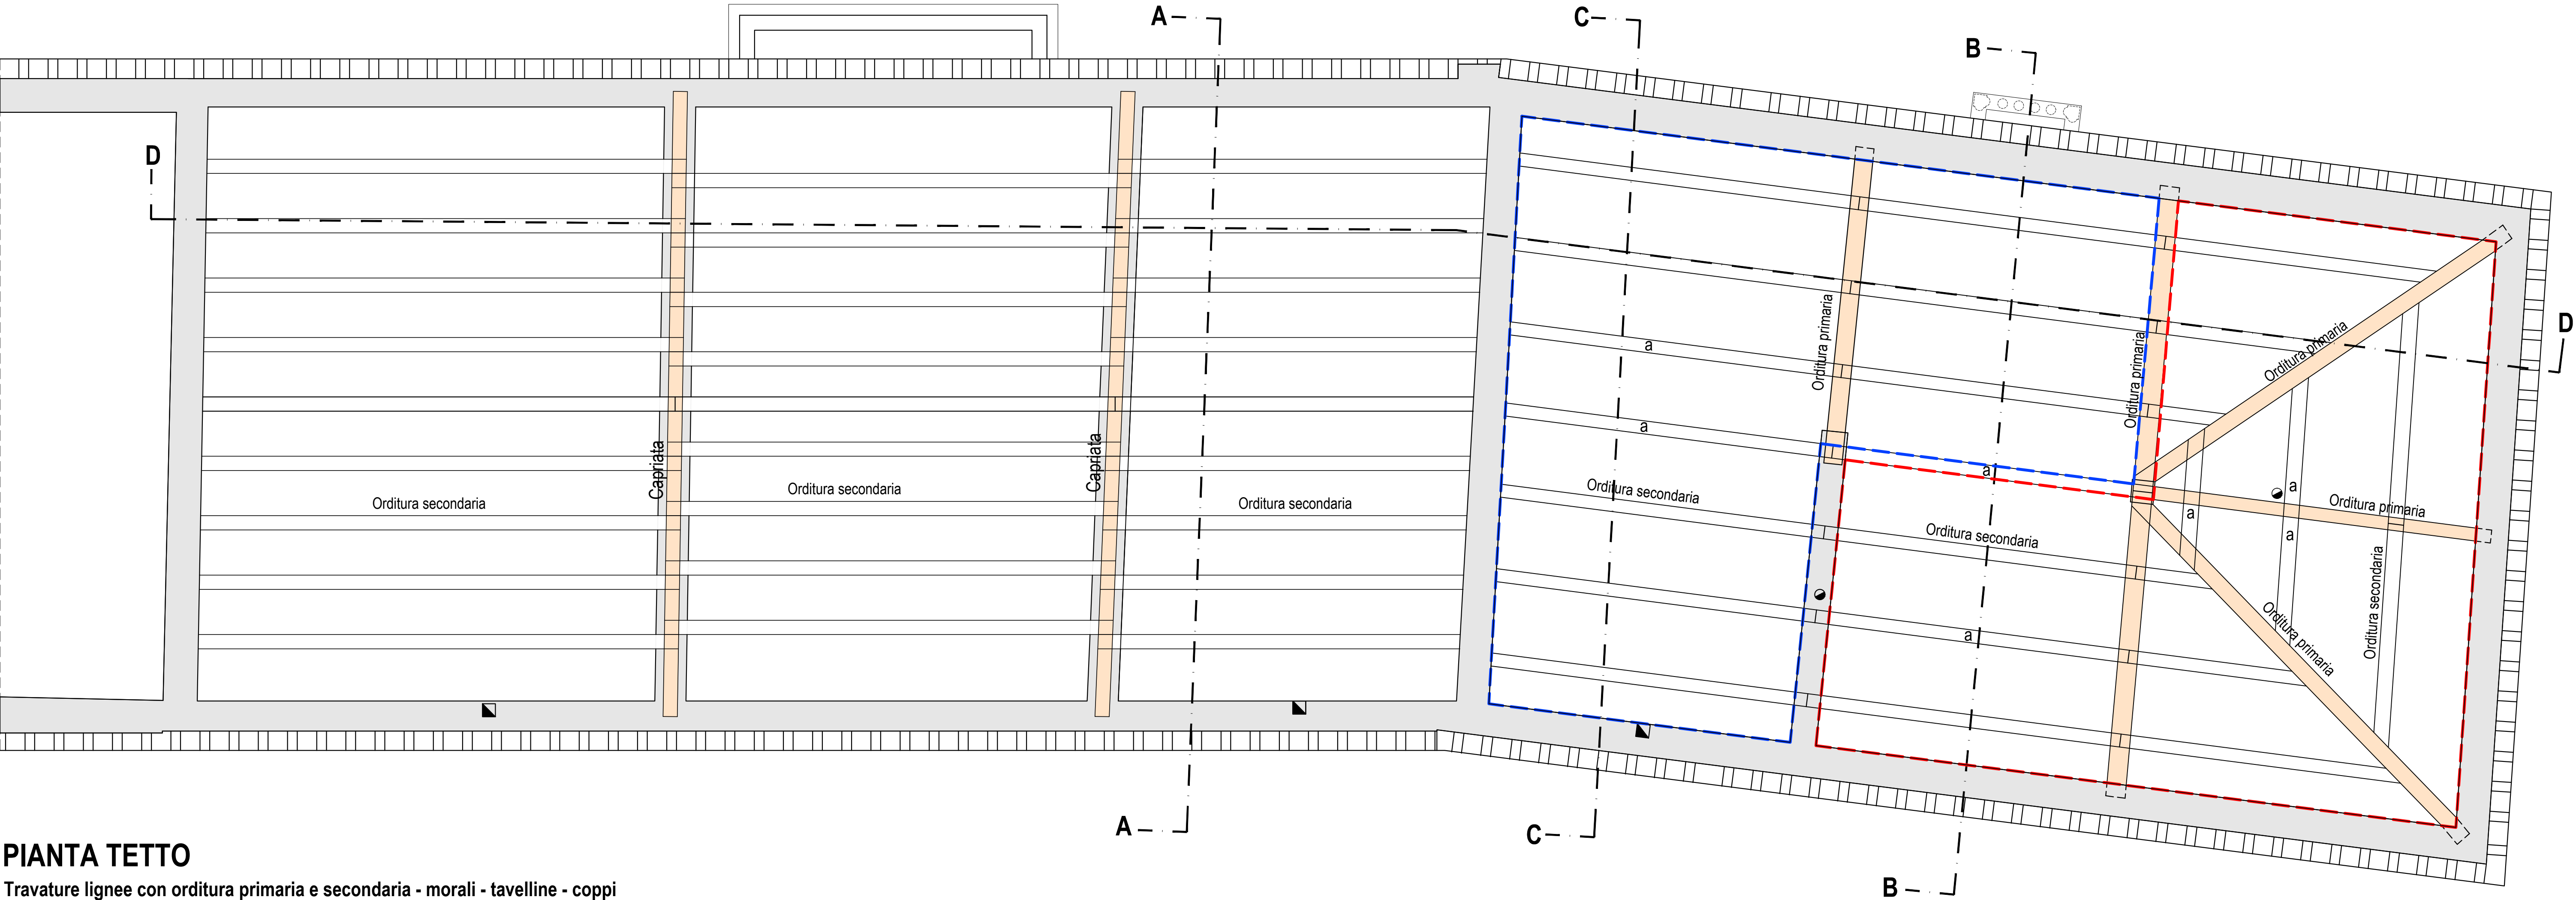 A
C
B
D
D
Orditura primaria
Orditura primaria
Orditura primaria
a
a
a
Capriata
Capriata
Orditura secondaria
Orditura secondaria
Orditura secondaria
Orditura secondaria
Orditura secondaria
a
Orditura primaria
a
a
Orditura secondaria
Orditura primaria
a
A
C
B
PIANTA TETTO
Travature lignee con orditura primaria e secondaria - morali - tavelline - coppi